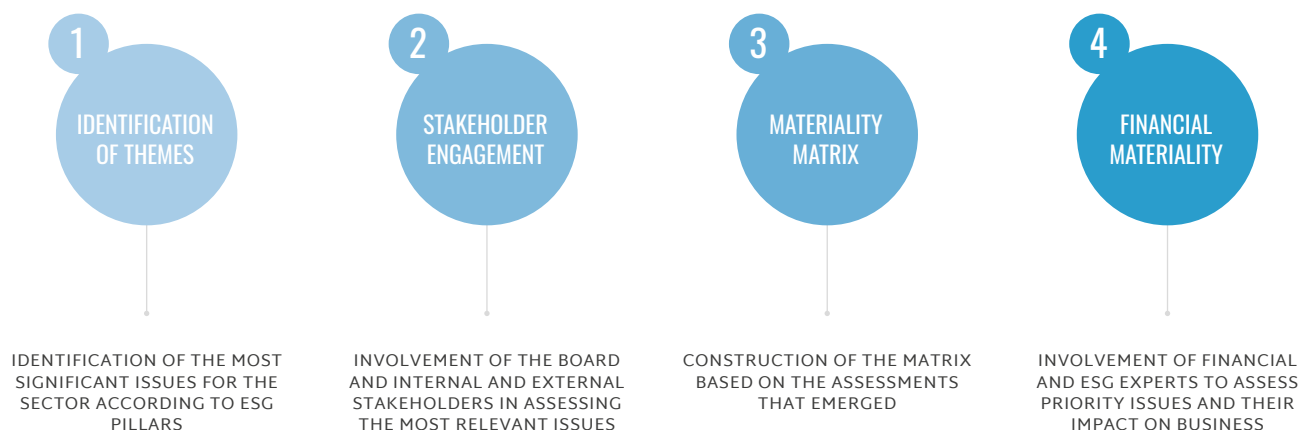 1
IDENTIFICATION
OF THEMES
IDENTIFICATION OF THE MOST
SIGNIFICANT ISSUES FOR THE
SECTOR ACCORDING TO ESG
PILLARS
2
STAKEHOLDER
ENGAGEMENT
INVOLVEMENT OF THE BOARD
AND INTERNAL AND EXTERNAL
STAKEHOLDERS IN ASSESSING
THE MOST RELEVANT ISSUES
3
MATERIALITY
MATRIX
CONSTRUCTION OF THE MATRIX
BASED ON THE ASSESSMENTS
THAT EMERGED
4
FINANCIAL
MATERIALITY
INVOLVEMENT OF FINANCIAL
AND ESG EXPERTS TO ASSESS
PRIORITY ISSUES AND THEIR
IMPACT ON BUSINESS